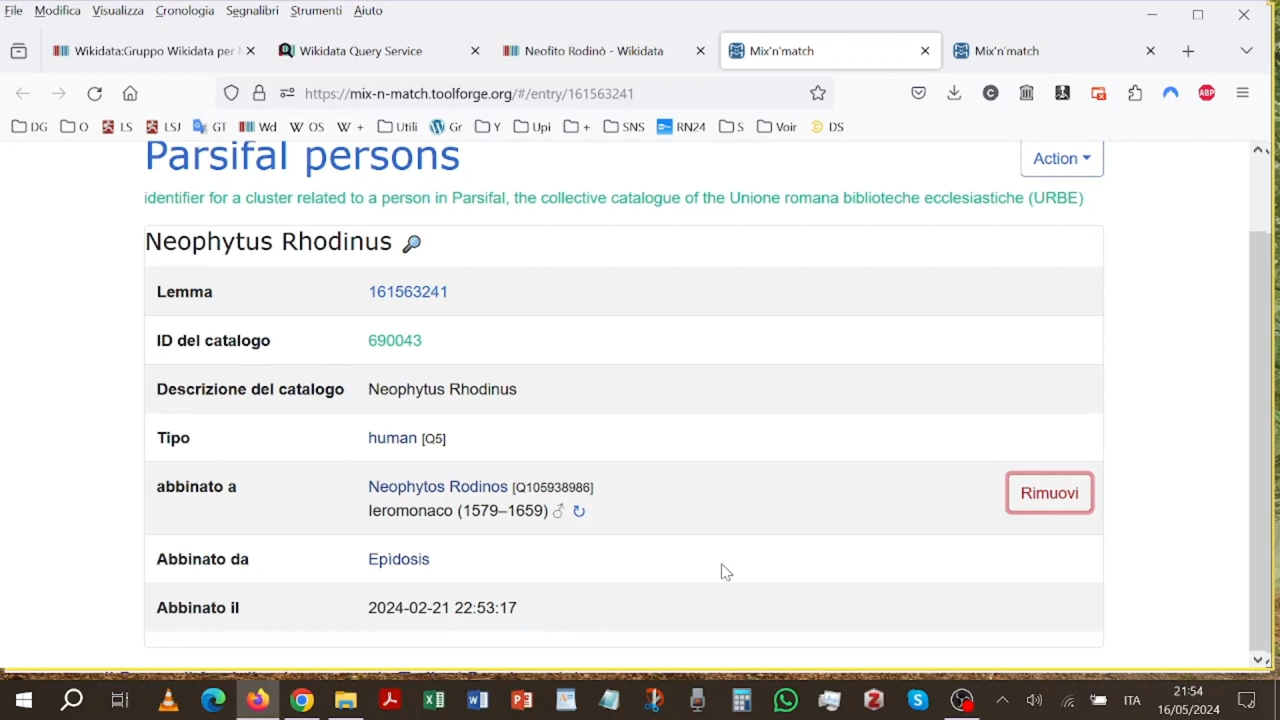 File Modifica Visualizza Cronologia Segnalibri Strumenti Aiuto
Wikidata:Gruppo Wikidata per Wikidata Query Service Neofito Rodinò - Wikidata Mix'n'match Mix'n'match
https://mix-n-match.toolforge.org/#/entry/161563241
DG O LS LSJ GT Wd OS + Utili Gr Y Upi + SNS RN24 S Voir DS
Parsifal persons
Action
identifier for a cluster related to a person in Parsifal, the collective catalogue of the Unione romana biblioteche ecclesiastiche (URBE)
Neophytus Rhodinus
Lemma 161563241
ID del catalogo 690043
Descrizione del catalogo Neophytus Rhodinus
Tipo human [Q5]
abbinato a Neophytos Rodinos [Q105938986]
Rimuovi
Ieromonaco (1579–1659) ♂ ↻
Abbinato da Epìdosis
Abbinato il 2024-02-21 22:53:17
ITA
21:54
16/05/2024